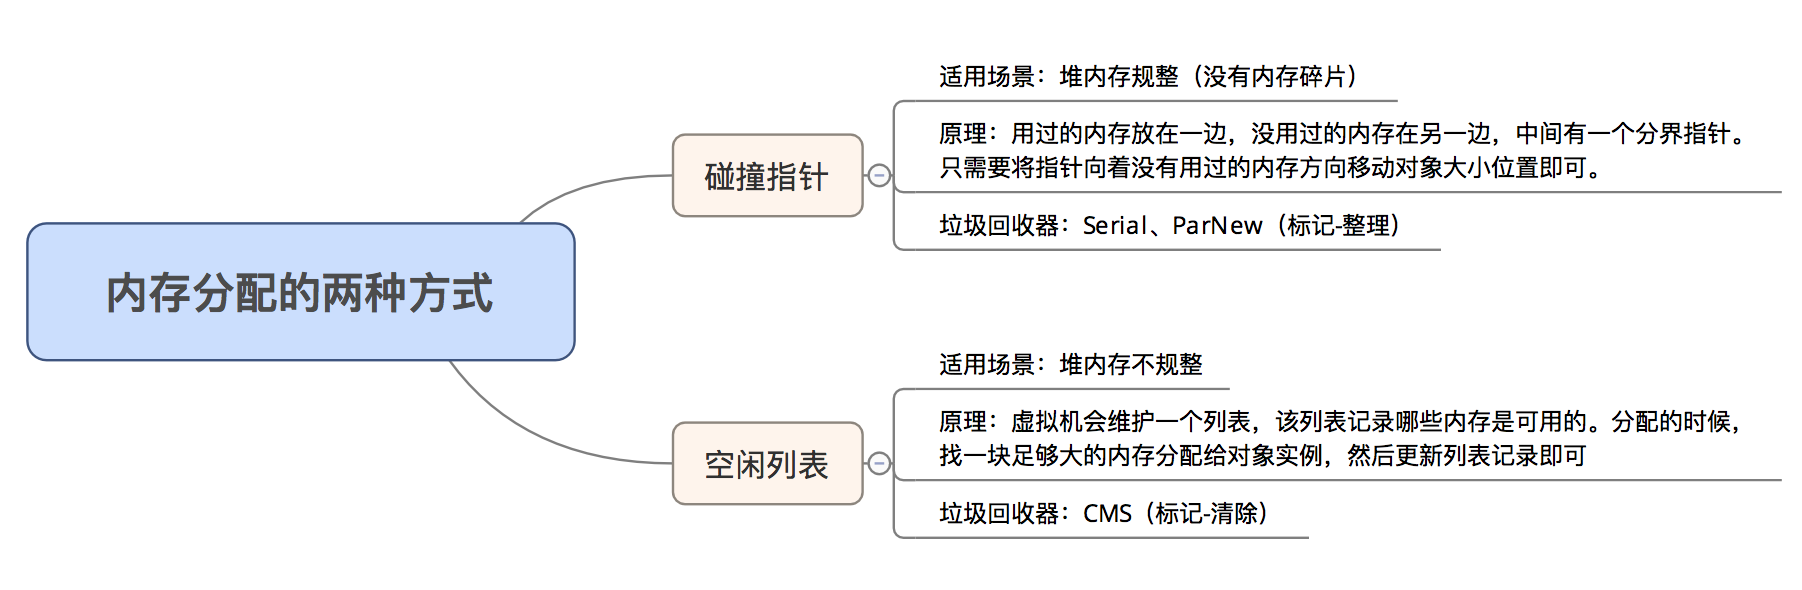 内存分配的两种方式
碰撞指针
适用场景：堆内存规整（没有内存碎片）
原理：用过的内存放在一边，没用过的内存在另一边，中间有一个分界指针。
只需要将指针向着没有用过的内存方向移动对象大小位置即可。
垃圾回收器：Serial、ParNew（标记-整理）
空闲列表
适用场景：堆内存不规整
原理：虚拟机会维护一个列表，该列表记录哪些内存是可用的。分配的时候，
找一块足够大的内存分配给对象实例，然后更新列表记录即可
垃圾回收器：CMS（标记-清除）